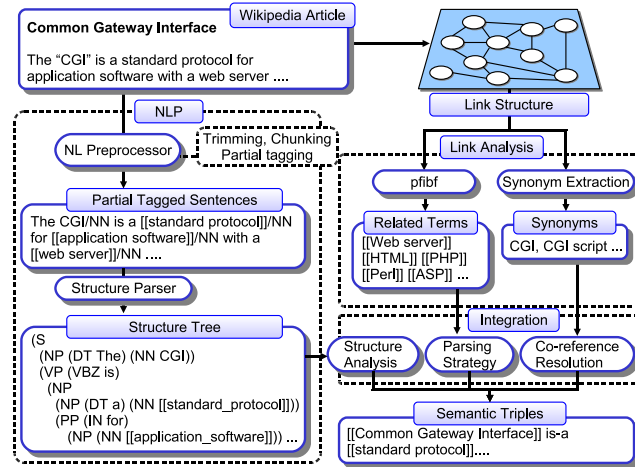 Wikipedia Article
Common Gateway Interface
The “CGI” is a standard protocol for
application software with a web server ....
Link Structure
NLP
NL Preprocessor
Trimming, Chunking
Partial tagging
Partial Tagged Sentences
The CGI/NN is a [[standard protocol]]/NN
for [[application software]]/NN with a
[[web server]]/NN ....
Structure Parser
Structure Tree
(S
(NP (DT The) (NN CGI))
(VP (VBZ is)
(NP
(NP (DT a) (NN [[standard_protocol]]))
(PP (IN for)
(NP (NN [[application_software]])) ...
Link Analysis
pfibf
Synonym Extraction
Related Terms
[[Web server]]
[[HTML]] [[PHP]]
[[Perl]] [[ASP]] ...
Synonyms
CGI, CGI script ...
Integration
Structure
Analysis
Parsing
Strategy
Co-reference
Resolution
Semantic Triples
[[Common Gateway Interface]] is-a
[[standard protocol]]....